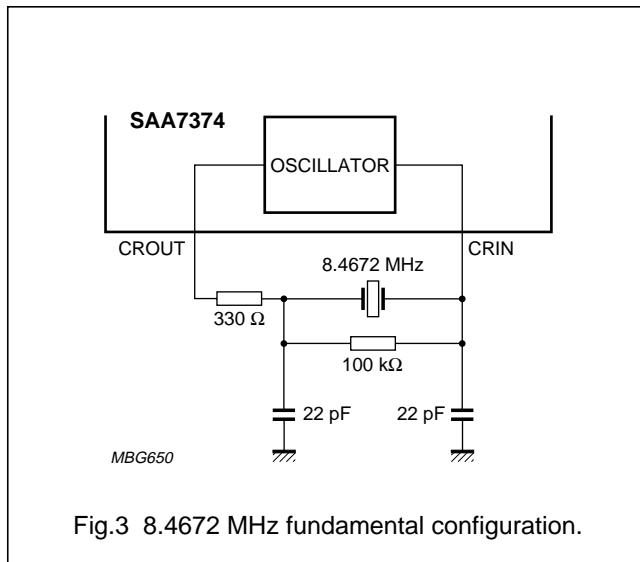 SAA7374
OSCILLATOR
CROUT
CRIN
8.4672 MHz
330 Ω
100 kΩ
22 pF
22 pF
MBG650
Fig.3 8.4672 MHz fundamental configuration.